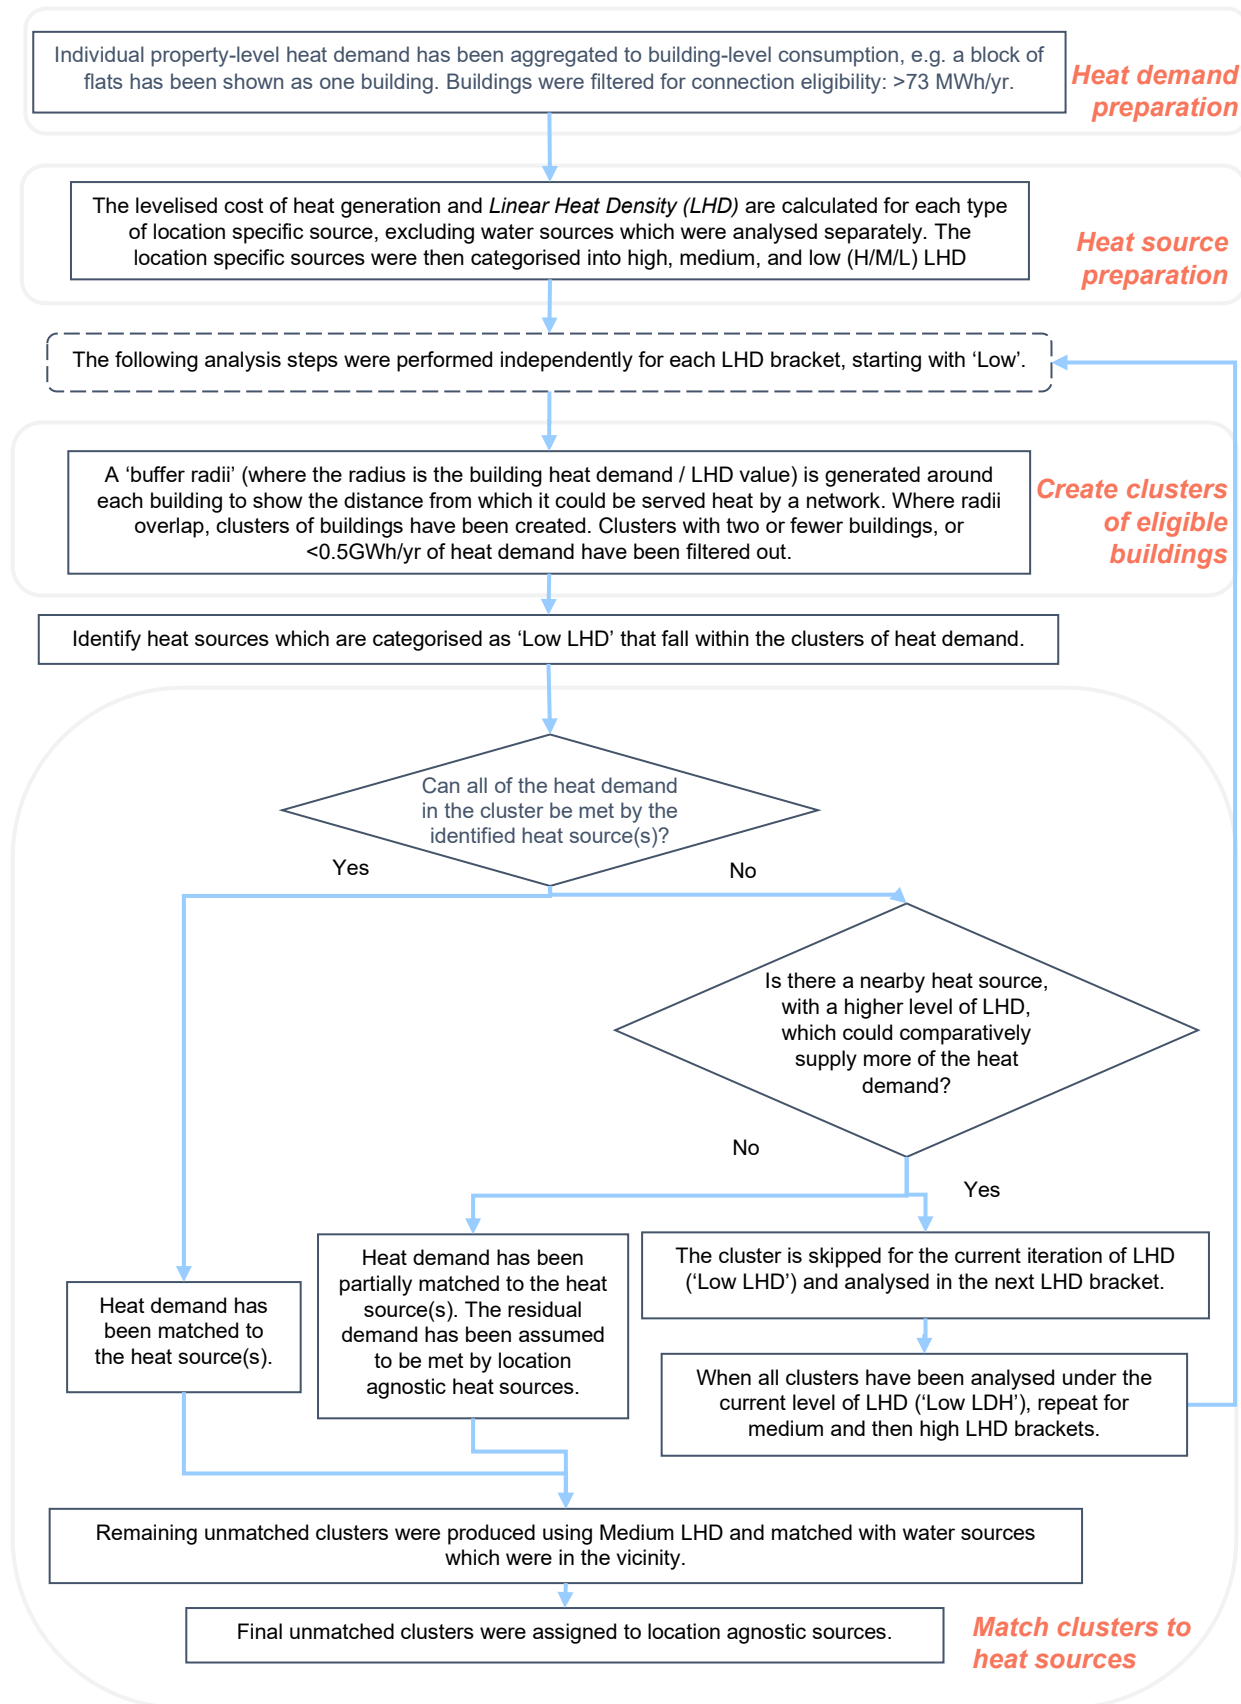 Individual property-level heat demand has been aggregated to building-level consumption, e.g. a block of
flats has been shown as one building. Buildings were filtered for connection eligibility: >73 MWh/yr.
Heat demand
preparation
The levelised cost of heat generation and Linear Heat Density (LHD) are calculated for each type
of location specific source, excluding water sources which were analysed separately. The
location specific sources were then categorised into high, medium, and low (H/M/L) LHD
Heat source
preparation
The following analysis steps were performed independently for each LHD bracket, starting with ‘Low’.
A ‘buffer radii’ (where the radius is the building heat demand / LHD value) is generated around
each building to show the distance from which it could be served heat by a network. Where radii
overlap, clusters of buildings have been created. Clusters with two or fewer buildings, or
<0.5GWh/yr of heat demand have been filtered out.
Create clusters
of eligible
buildings
Identify heat sources which are categorised as ‘Low LHD’ that fall within the clusters of heat demand.
Can all of the heat demand
in the cluster be met by the
identified heat source(s)?
Yes
No
Is there a nearby heat source,
with a higher level of LHD,
which could comparatively
supply more of the heat
demand?
No
Yes
Heat demand has
been matched to
the heat source(s).
Heat demand has been
partially matched to the heat
source(s). The residual
demand has been assumed
to be met by location
agnostic heat sources.
The cluster is skipped for the current iteration of LHD
(‘Low LHD’) and analysed in the next LHD bracket.
When all clusters have been analysed under the
current level of LHD (‘Low LDH’), repeat for
medium and then high LHD brackets.
Remaining unmatched clusters were produced using Medium LHD and matched with water sources
which were in the vicinity.
Final unmatched clusters were assigned to location agnostic sources.
Match clusters to
heat sources